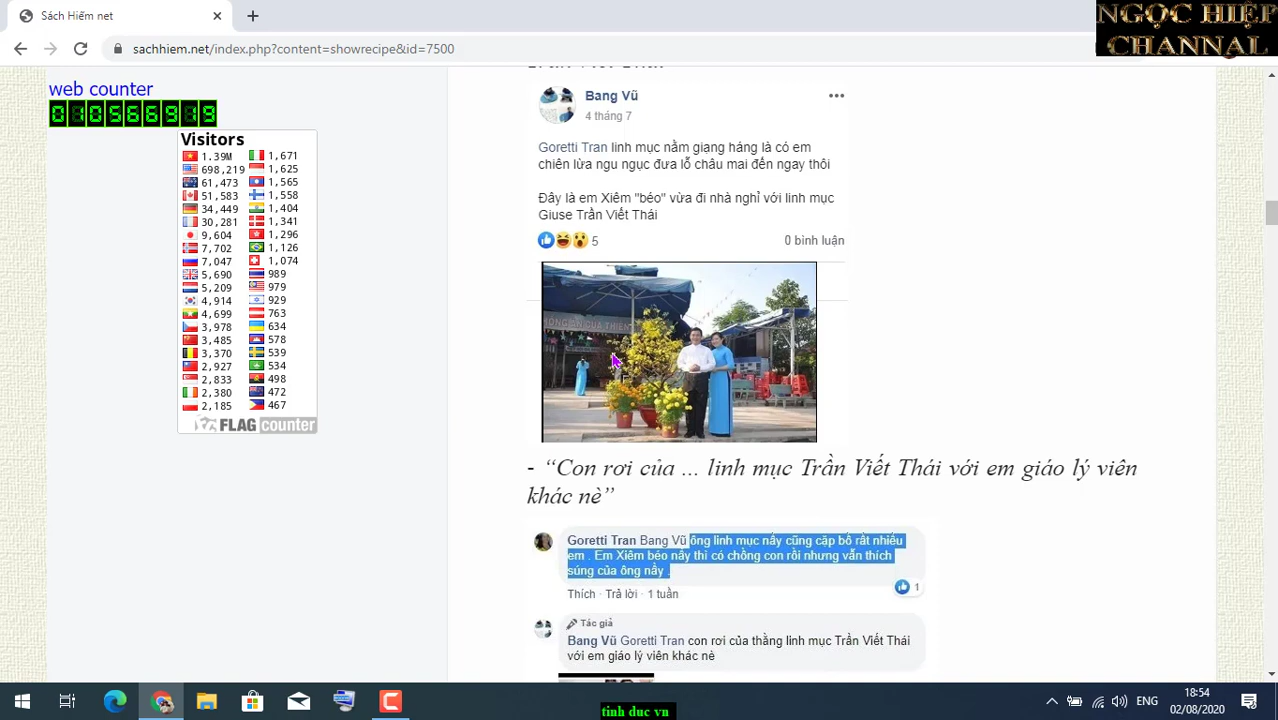 Sách Hiếm net
NGỌC HIỆP
CHANNAL
sachhiem.net/index.php?content=showrecipe&id=7500
web counter
010566919
Visitors
1.39M 1,671
698,219 1,625
61,473 1,565
51,583 1,558
34,449 1,404
30,281 1,341
9,604 1,296
7,702 1,126
7,047 1,074
5,690 989
5,209 979
4,914 929
4,699 763
3,978 634
3,485 578
3,370 539
2,927 534
2,833 498
2,380 472
2,185 467
FLAG counter
Bang Vũ
4 tháng 7
Goretti Tran linh mục nằm giạng háng là có em
chiên lừa ngu ngục đưa lỗ châu mai đến ngay thôi
Đây là em Xiêm "béo" vừa đi nhà nghỉ với linh mục
Giuse Trần Viết Thái
5 0 bình luận
- “Con rơi của ... linh mục Trần Viết Thái với em giáo lý viên
khác nè”
Goretti Tran Bang Vũ ông linh mục nầy cũng cặp bồ rất nhiều
em . Em Xiêm béo nầy thì có chồng con rồi nhưng vẫn thích
súng của ông nầy .
1
Thích · Trả lời · 1 tuần
Tác giả
Bang Vũ Goretti Tran con rơi của thằng linh mục Trần Viết Thái
với em giáo lý viên khác nè
ENG
18:54
02/08/2020
tinh duc vn